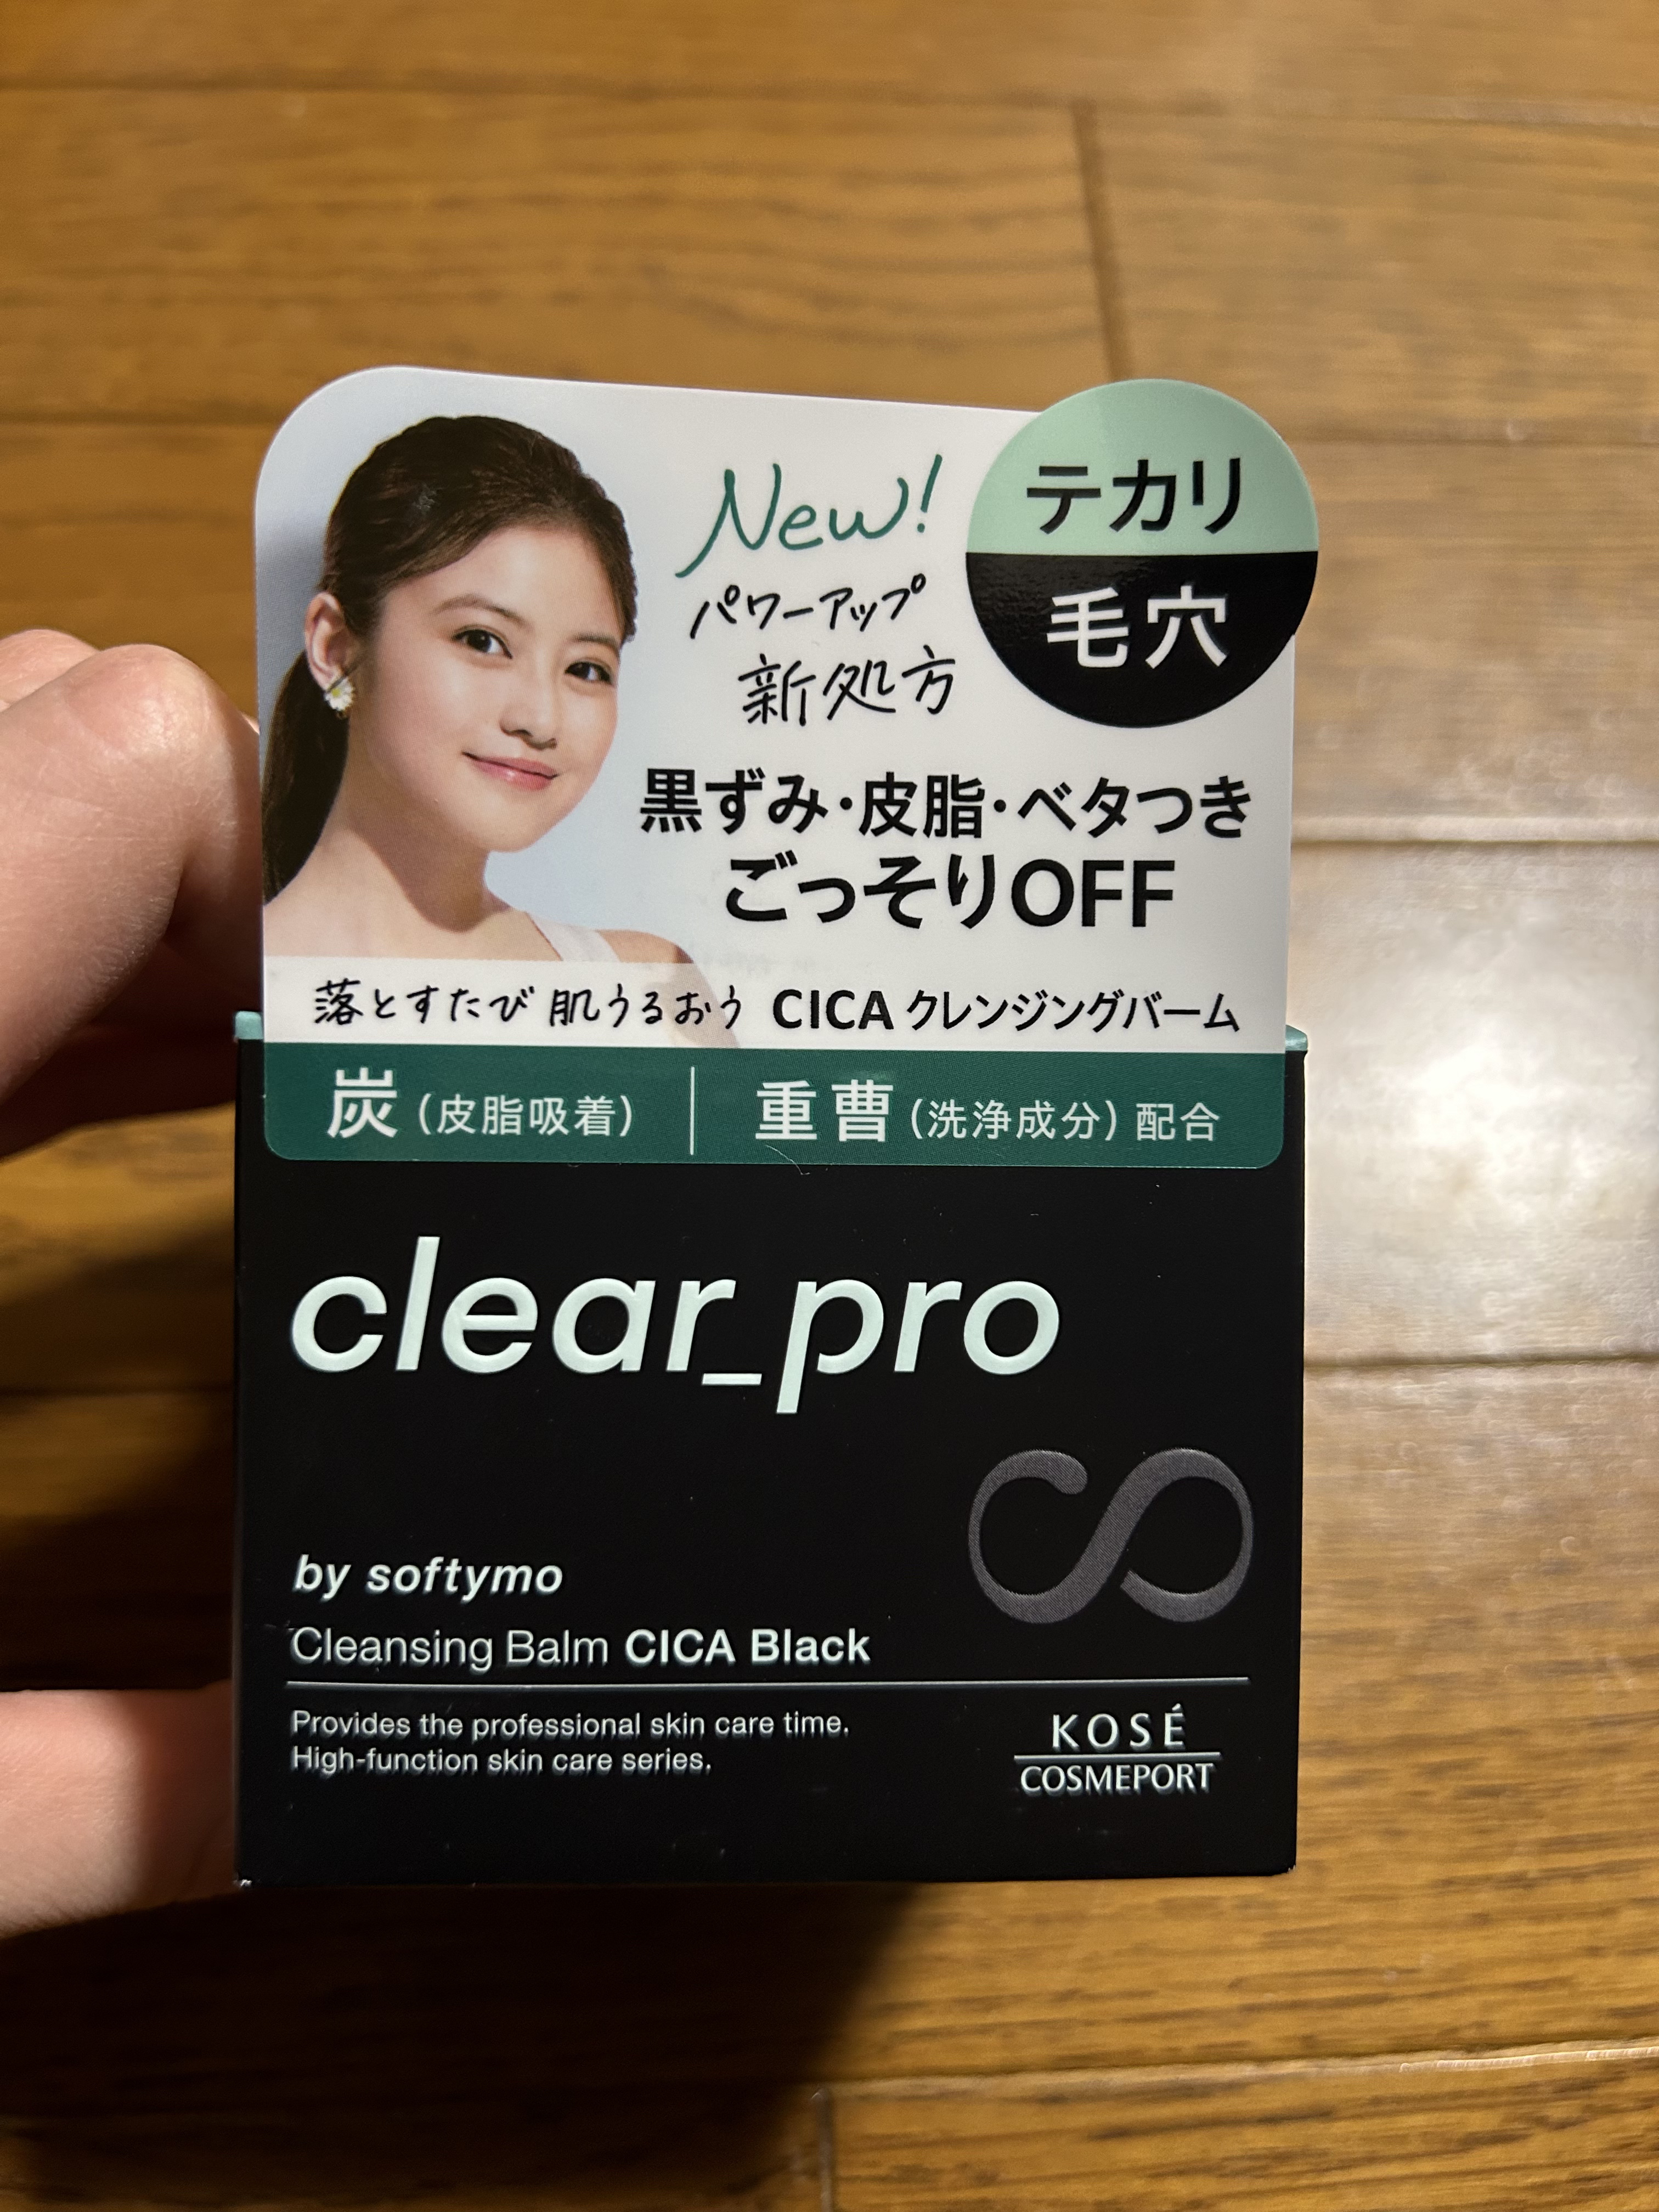 New!
パワーアップ
新処方
テカリ
毛穴
黒ずみ・皮脂・ベタつき
ごっそりOFF
落とすたび 肌うるおう CICA クレンジングバーム
炭(皮脂吸着) 重曹(洗浄成分)配合
clear_pro
by softymo
Cleansing Balm CICA Black
Provides the professional skin care time.
High-function skin care series.
KOSÉ
COSMEPORT